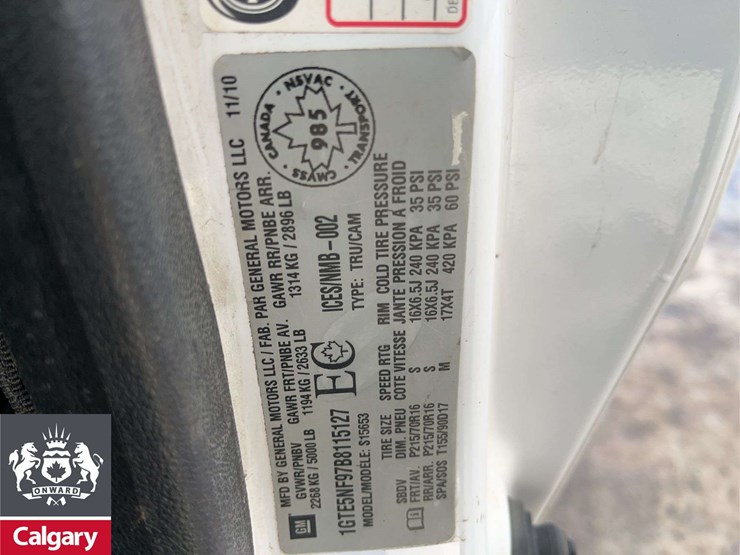 MFD BY GENERAL MOTORS LLC / FAB. PAR GENERAL MOTORS LLC 11/10
GVWR/PNBV GAWR FRT/PNBE AV. GAWR RR/PNBE ARR.
2268 KG / 5000 LB 1194 KG / 2633 LB 1314 KG / 2896 LB
GM
1GTE5NF97B8115127 EC ICES/NMB-002
MODEL/MODÈLE: S15653 TYPE: TRU/CAM
CANADA · NSVAC · TRANSPORT · CMVSS
985
TIRE SIZE SPEED RTG RIM COLD TIRE PRESSURE
SBDV DIM. PNEU COTE VITESSE JANTE PRESSION A FROID
FRT/AV. P215/70R16 S 16X6.5J 240 KPA 35 PSI
RR/ARR. P215/70R16 S 16X6.5J 240 KPA 35 PSI
SPA/SOS T155/90D17 M 17X4T 420 KPA 60 PSI
DE
ONWARD
Calgary